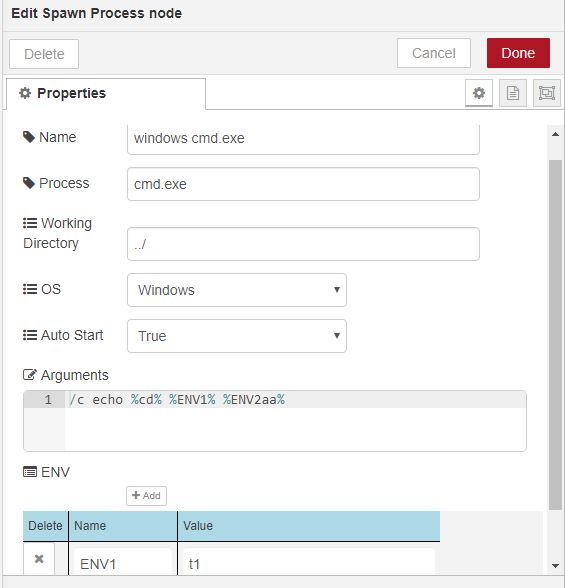 Edit Spawn Process node
Delete Cancel Done
Properties
Name windows cmd.exe
Process cmd.exe
Working
Directory ../
OS Windows
Auto Start True
Arguments
1 /c echo %cd% %ENV1% %ENV2aa%
ENV
+ Add
Delete Name Value
ENV1 t1